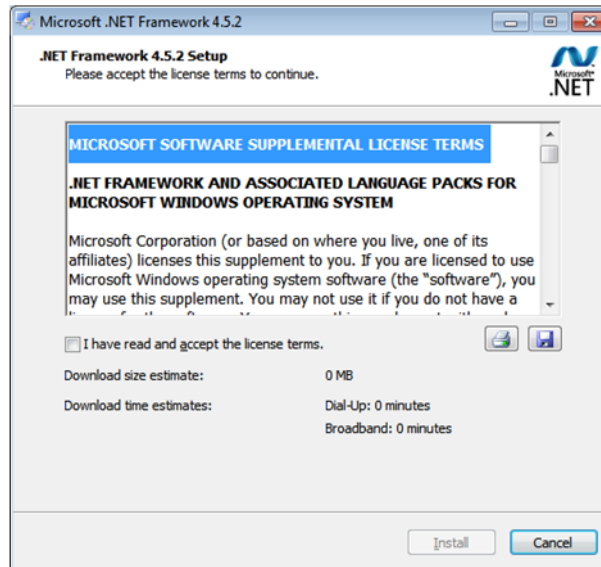 Microsoft .NET Framework 4.5.2
.NET Framework 4.5.2 Setup
Please accept the license terms to continue.
Microsoft
.NET
MICROSOFT SOFTWARE SUPPLEMENTAL LICENSE TERMS
.NET FRAMEWORK AND ASSOCIATED LANGUAGE PACKS FOR
MICROSOFT WINDOWS OPERATING SYSTEM
Microsoft Corporation (or based on where you live, one of its
affiliates) licenses this supplement to you. If you are licensed to use
Microsoft Windows operating system software (the “software”), you
may use this supplement. You may not use it if you do not have a
I have read and accept the license terms.
Download size estimate: 0 MB
Download time estimates: Dial-Up: 0 minutes
Broadband: 0 minutes
Install Cancel